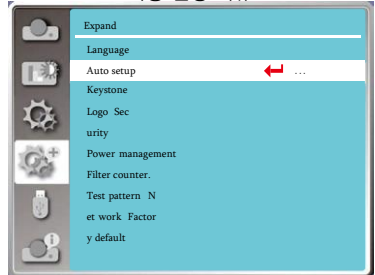 Expand
Language
Auto setup ...
Keystone
Logo Sec
urity
Power management
Filter counter.
Test pattern N
et work Factor
y default